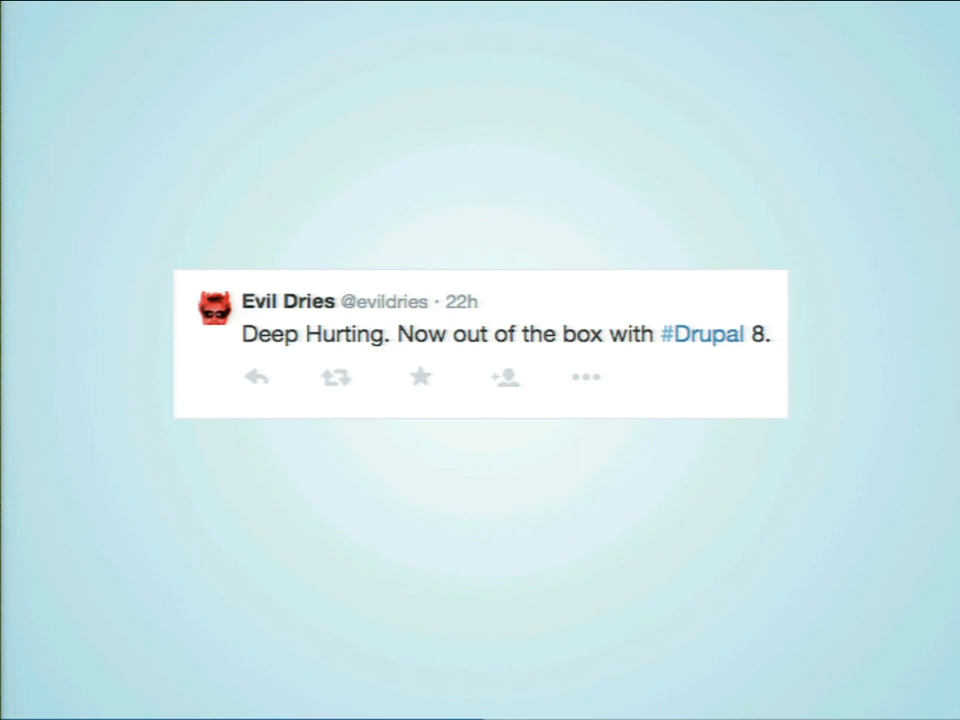 Evil Dries @evildries · 22h
Deep Hurting. Now out of the box with #Drupal 8.